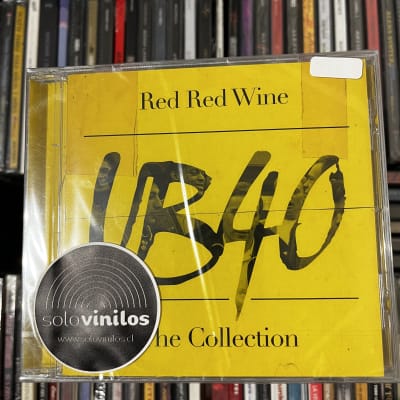 Red Red Wine
UB40
The Collection
solovinilos
www.solovinilos.cl